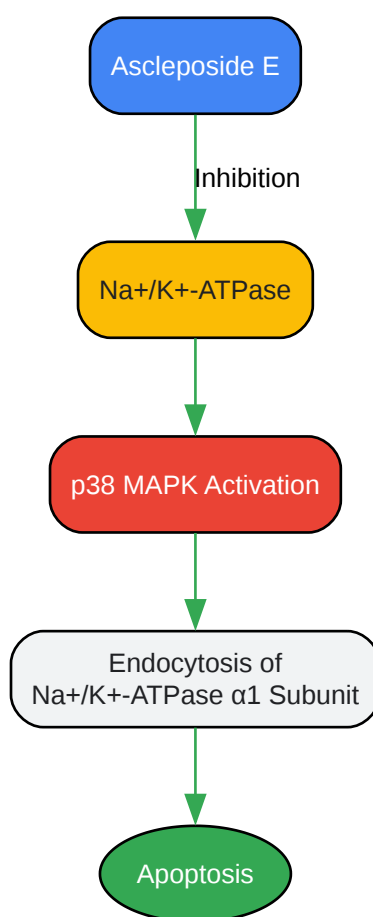 Ascleposide E
Inhibition
Na+/K+-ATPase
p38 MAPK Activation
Endocytosis of
Na+/K+-ATPase α1 Subunit
Apoptosis